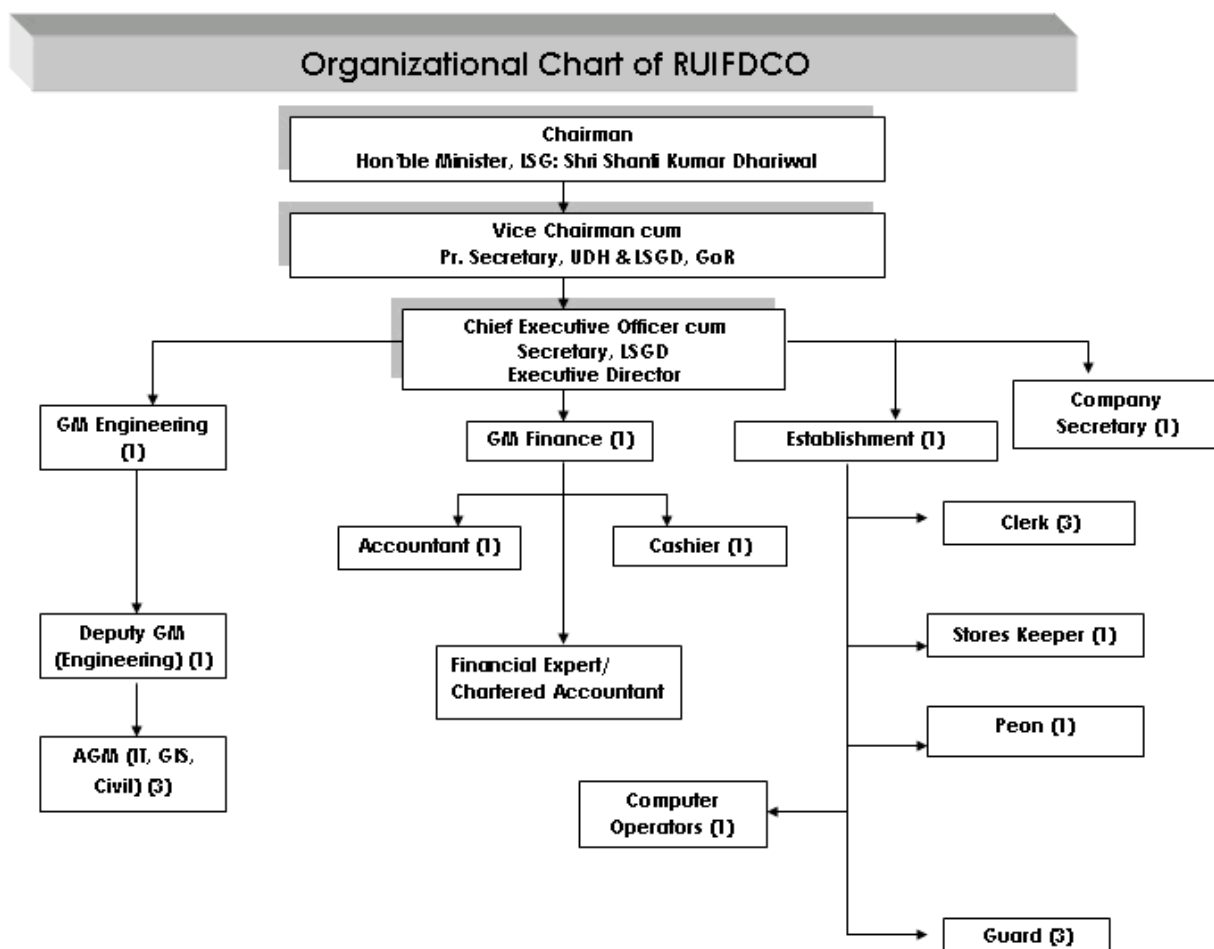 Organizational Chart of RUIFDCO
Chairman
Hon'ble Minister, LSG: Shri Shanti Kumar Dhariwal
Vice Chairman cum
Pr. Secretary, UDH & LSGD, GoR
Chief Executive Officer cum
Secretary, LSGD
Executive Director
GM Engineering
(1)
GM Finance (1)
Establishment (1)
Company
Secretary (1)
Accountant (1)
Cashier (1)
Clerk (3)
Deputy GM
(Engineering) (1)
Financial Expert/
Chartered Accountant
Stores Keeper (1)
Peon (1)
AGM (IT, GIS,
Civil) (3)
Computer
Operators (1)
Guard (3)